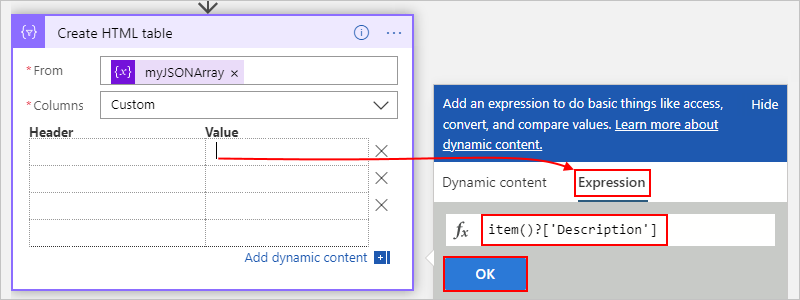 Create HTML table
* From
{x} myJSONArray ×
* Columns
Custom
Header Value
Add dynamic content
Add an expression to do basic things like access,
convert, and compare values. Learn more about
dynamic content.
Hide
Dynamic content
Expression
fx
item()?['Description']
OK